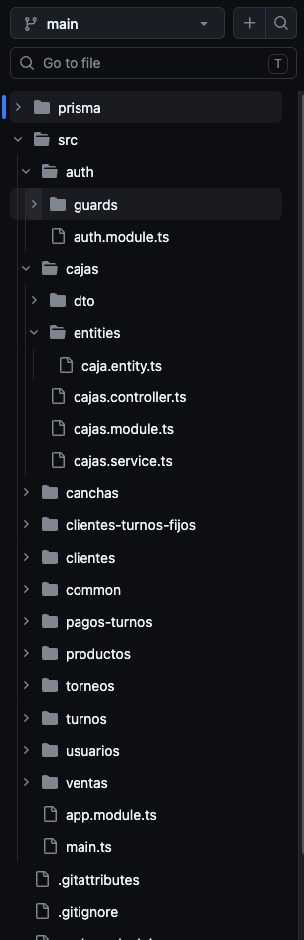 main
Go to file
T
prisma
src
auth
guards
auth.module.ts
cajas
dto
entities
caja.entity.ts
cajas.controller.ts
cajas.module.ts
cajas.service.ts
canchas
clientes-turnos-fijos
clientes
common
pagos-turnos
productos
torneos
turnos
usuarios
ventas
app.module.ts
main.ts
.gitattributes
.gitignore